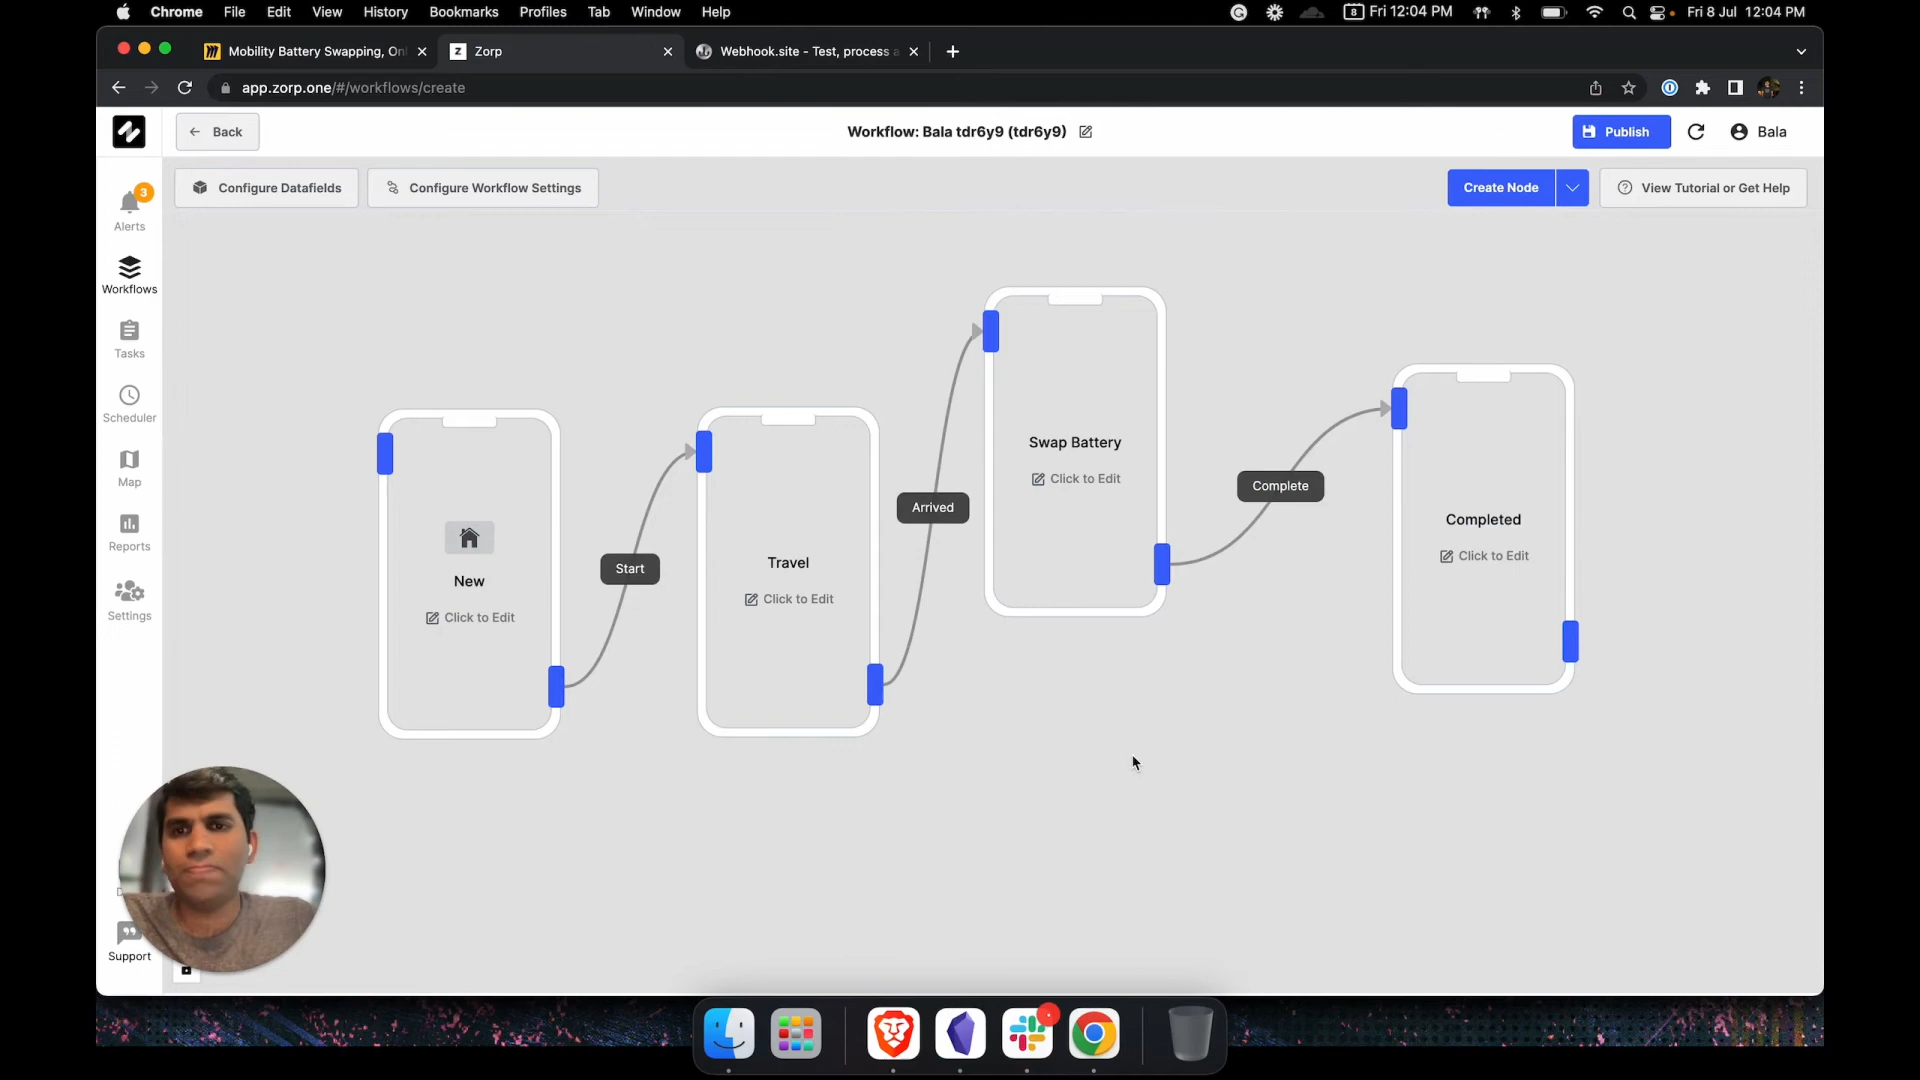 Chrome File Edit View History Bookmarks Profiles Tab Window Help
8 Fri 12:04 PM Fri 8 Jul 12:04 PM
Mobility Battery Swapping, Onl
Zorp
Webhook.site - Test, process a
app.zorp.one/#/workflows/create
Back
Workflow: Bala tdr6y9 (tdr6y9)
Publish
Bala
Configure Datafields
Configure Workflow Settings
Create Node
View Tutorial or Get Help
3
Alerts
Workflows
Tasks
Scheduler
Map
Reports
Settings
Support
New
Click to Edit
Start
Travel
Click to Edit
Arrived
Swap Battery
Click to Edit
Complete
Completed
Click to Edit